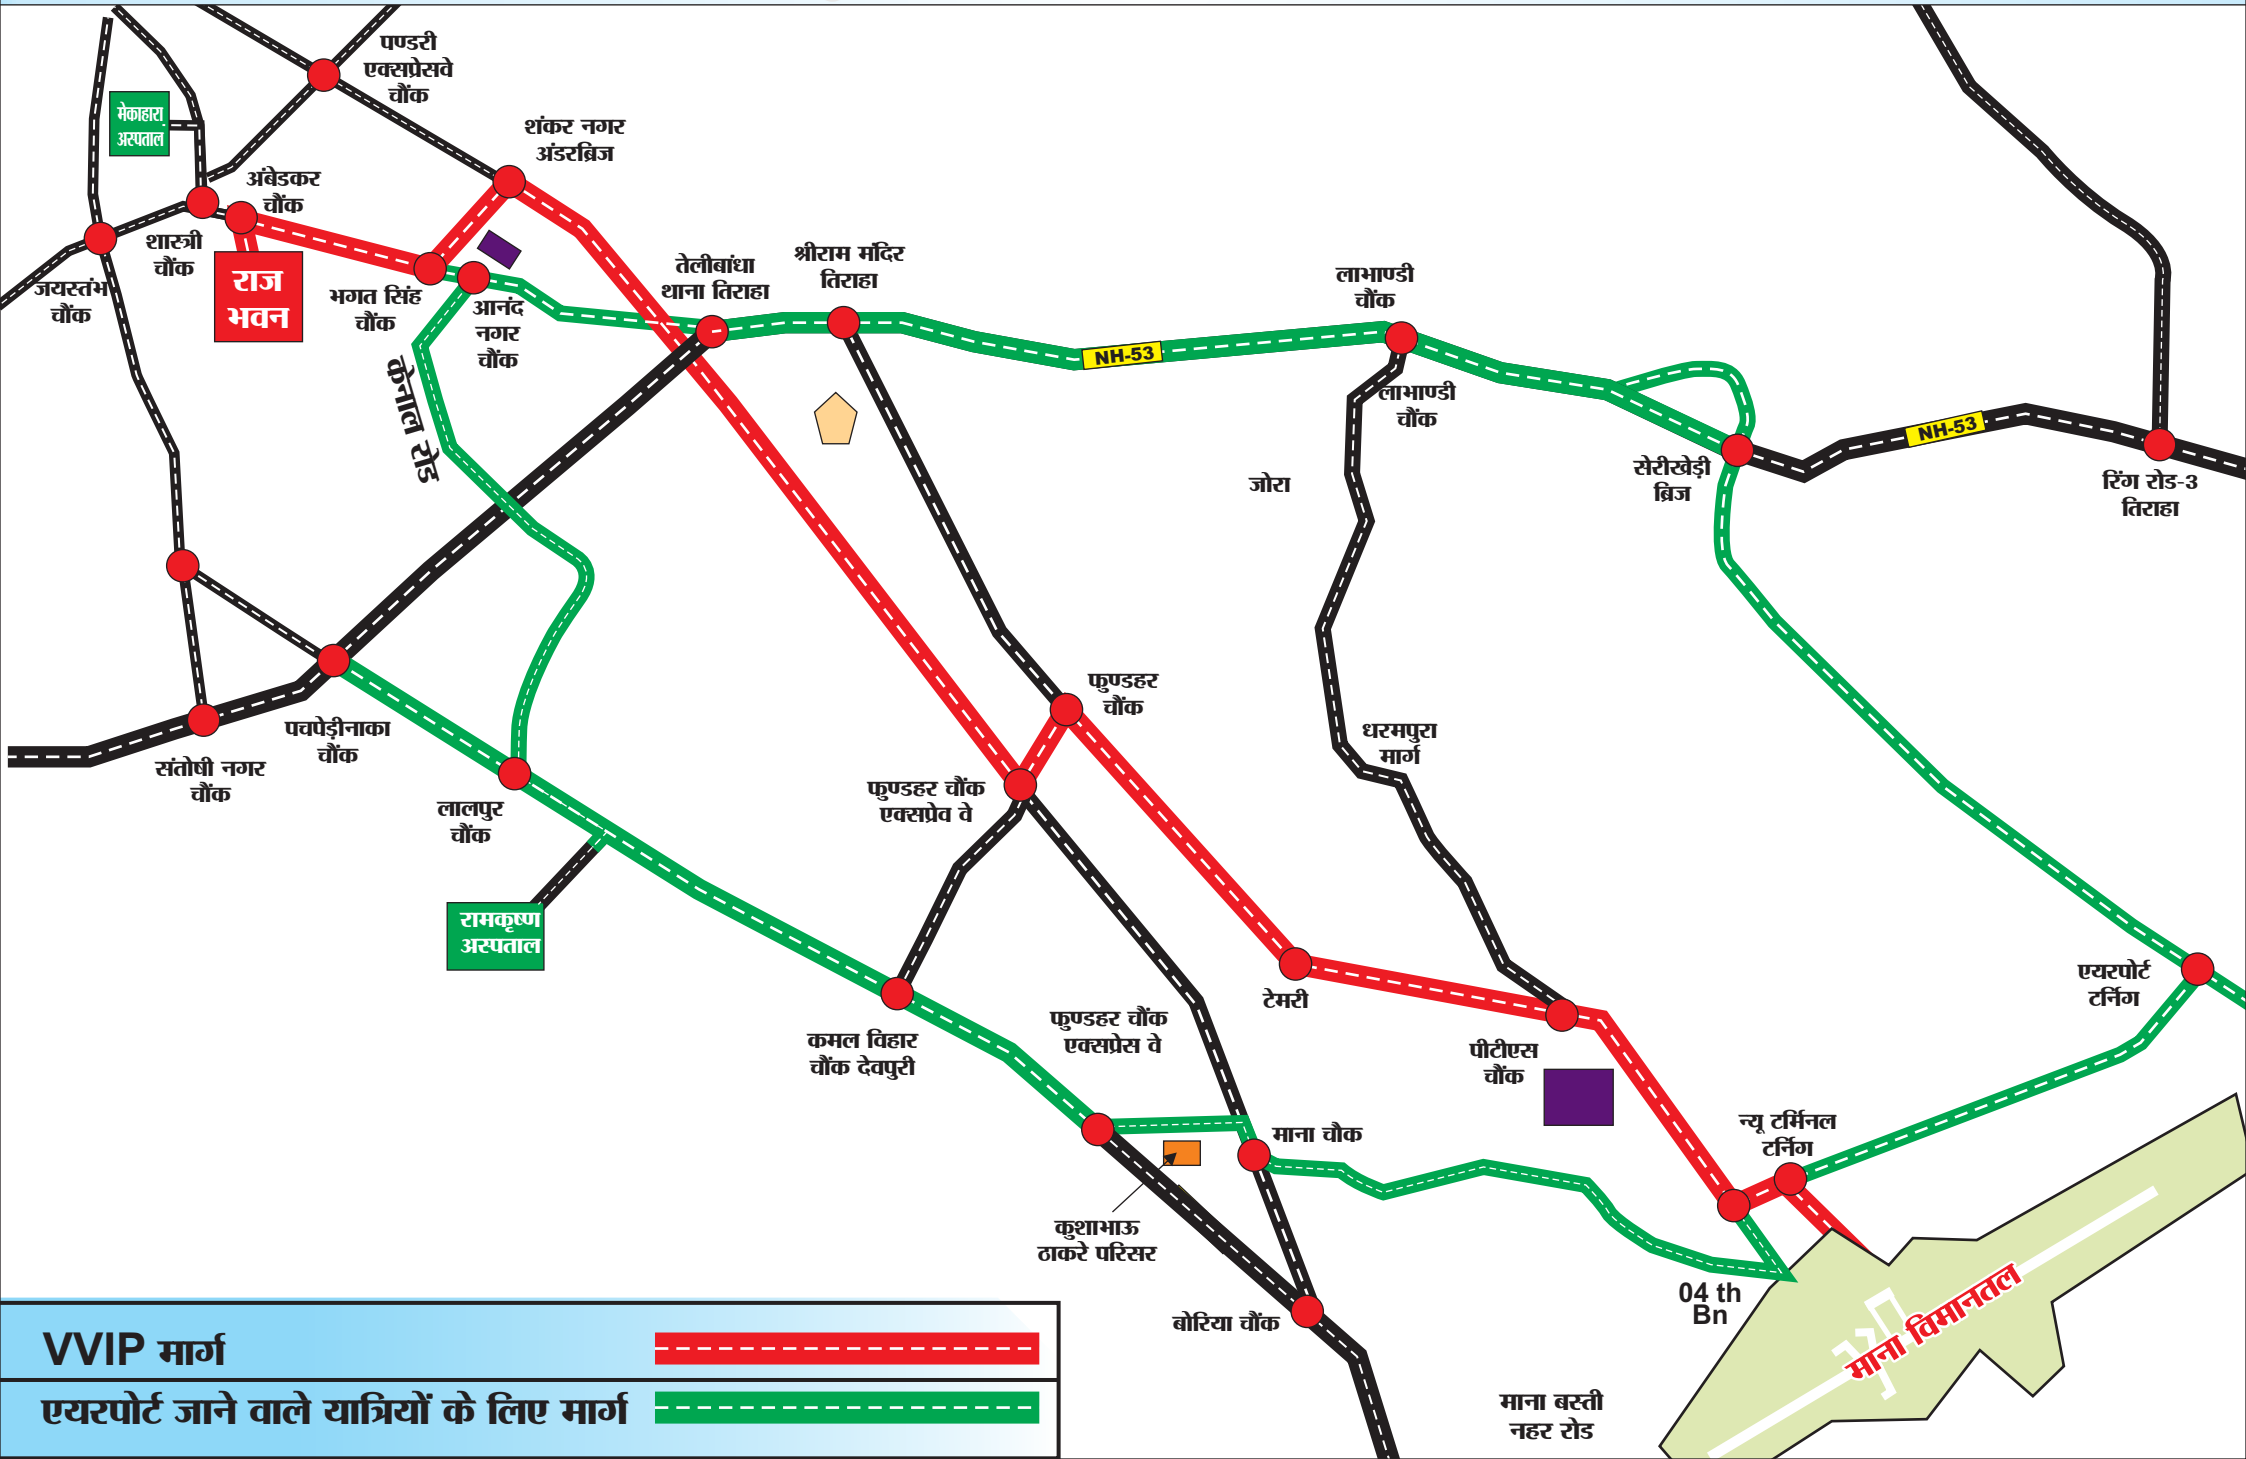 पण्डरी
एक्सप्रेसवे
चौंक
शंकर नगर
अंडरब्रिज
मेकाहारा
अस्पताल
अंबेडकर
चौंक
शास्त्री
चौंक
राज
भवन
जयस्तंभ
चौंक
भगत सिंह
चौंक
आनंद
नगर
चौंक
तेलीबांधा
थाना तिराहा
श्रीराम मंदिर
तिराहा
लाभाण्डी
चौंक
NH-53
केनाल रोड
लाभाण्डी
चौंक
NH-53
सेरीखेड़ी
ब्रिज
रिंग रोड-3
तिराहा
जोरा
फुण्डहर
चौंक
धरमपुरा
मार्ग
पचपेड़ीनाका
चौंक
संतोषी नगर
चौंक
लालपुर
चौंक
फुण्डहर चौंक
एक्सप्रेव वे
रामकृष्ण
अस्पताल
टेमरी
एयरपोर्ट
टर्निग
कमल विहार
चौंक देवपुरी
फुण्डहर चौंक
एक्सप्रेस वे
पीटीएस
चौंक
न्यू टर्मिनल
टर्निग
माना चौक
कुशाभाऊ
ठाकरे परिसर
बोरिया चौंक
04 th
Bn
माना विमानतल
माना बस्ती
नहर रोड
VVIP मार्ग
एयरपोर्ट जाने वाले यात्रियों के लिए मार्ग